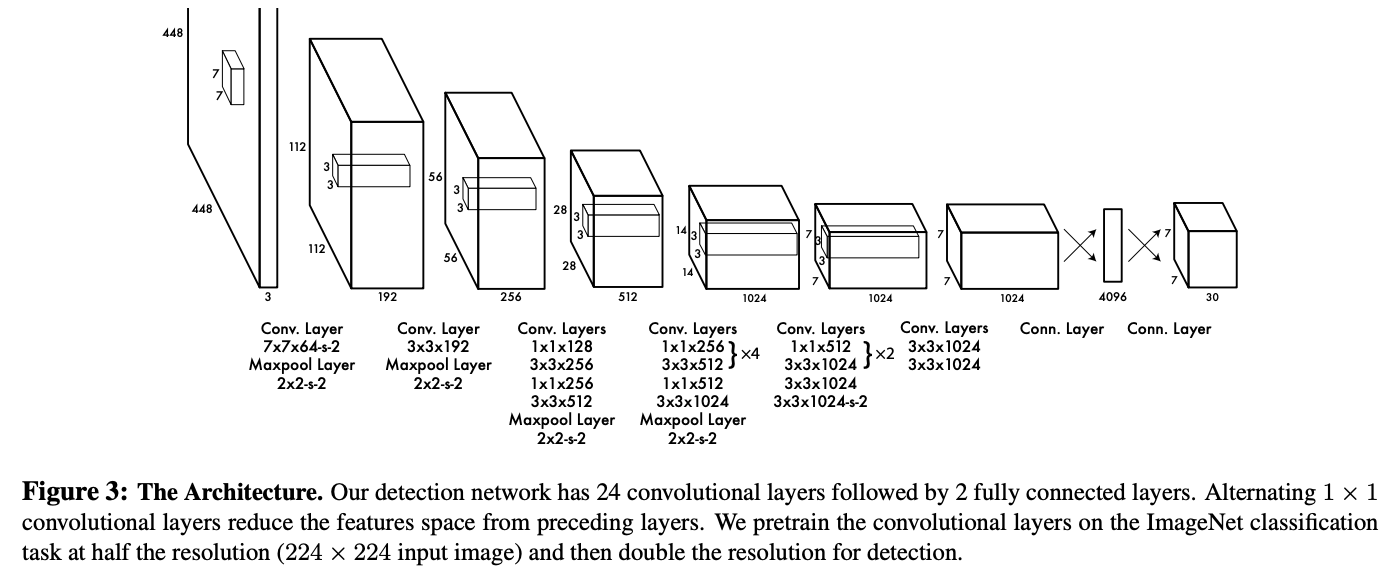 448
448
7
7
3
112
112
3
3
192
56
56
3
3
256
28
28
3
3
512
14
14
3
3
1024
7
7
3
3
1024
7
7
1024
4096
7
7
30
Conv. Layer
7x7x64-s-2
Maxpool Layer
2x2-s-2
Conv. Layer
3x3x192
Maxpool Layer
2x2-s-2
Conv. Layers
1x1x128
3x3x256
1x1x256
3x3x512
Maxpool Layer
2x2-s-2
Conv. Layers
1x1x256
3x3x512
}×4
1x1x512
3x3x1024
Maxpool Layer
2x2-s-2
Conv. Layers
1x1x512
3x3x1024
}×2
3x3x1024
3x3x1024-s-2
Conv. Layers
3x3x1024
3x3x1024
Conn. Layer
Conn. Layer
Figure 3: The Architecture. Our detection network has 24 convolutional layers followed by 2 fully connected layers. Alternating 1 × 1
convolutional layers reduce the features space from preceding layers. We pretrain the convolutional layers on the ImageNet classification
task at half the resolution (224 × 224 input image) and then double the resolution for detection.